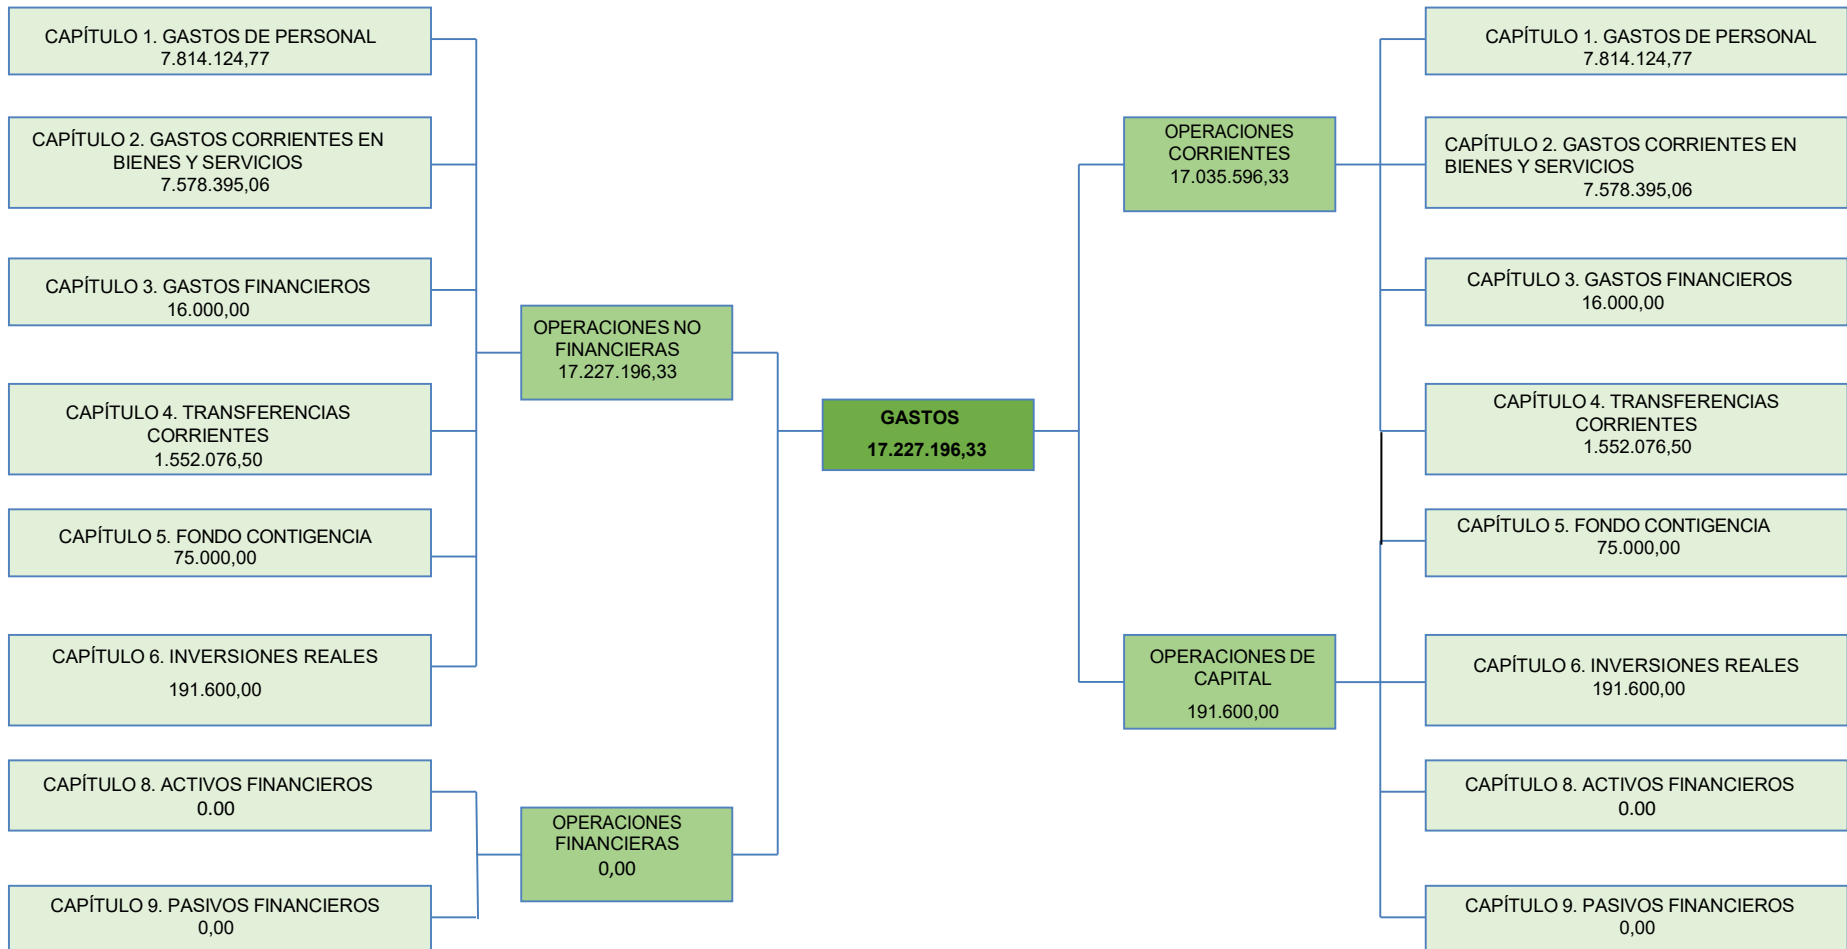 CAPÍTULO 1. GASTOS DE PERSONAL
7.814.124,77
CAPÍTULO 2. GASTOS CORRIENTES EN
BIENES Y SERVICIOS
7.578.395,06
CAPÍTULO 3. GASTOS FINANCIEROS
16.000,00
CAPÍTULO 4. TRANSFERENCIAS
CORRIENTES
1.552.076,50
CAPÍTULO 5. FONDO CONTIGENCIA
75.000,00
CAPÍTULO 6. INVERSIONES REALES
191.600,00
CAPÍTULO 8. ACTIVOS FINANCIEROS
0.00
CAPÍTULO 9. PASIVOS FINANCIEROS
0,00
OPERACIONES NO
FINANCIERAS
17.227.196,33
OPERACIONES
FINANCIERAS
0,00
GASTOS
17.227.196,33
OPERACIONES
CORRIENTES
17.035.596,33
OPERACIONES DE
CAPITAL
191.600,00
CAPÍTULO 1. GASTOS DE PERSONAL
7.814.124,77
CAPÍTULO 2. GASTOS CORRIENTES EN
BIENES Y SERVICIOS
7.578.395,06
CAPÍTULO 3. GASTOS FINANCIEROS
16.000,00
CAPÍTULO 4. TRANSFERENCIAS
CORRIENTES
1.552.076,50
CAPÍTULO 5. FONDO CONTIGENCIA
75.000,00
CAPÍTULO 6. INVERSIONES REALES
191.600,00
CAPÍTULO 8. ACTIVOS FINANCIEROS
0.00
CAPÍTULO 9. PASIVOS FINANCIEROS
0,00